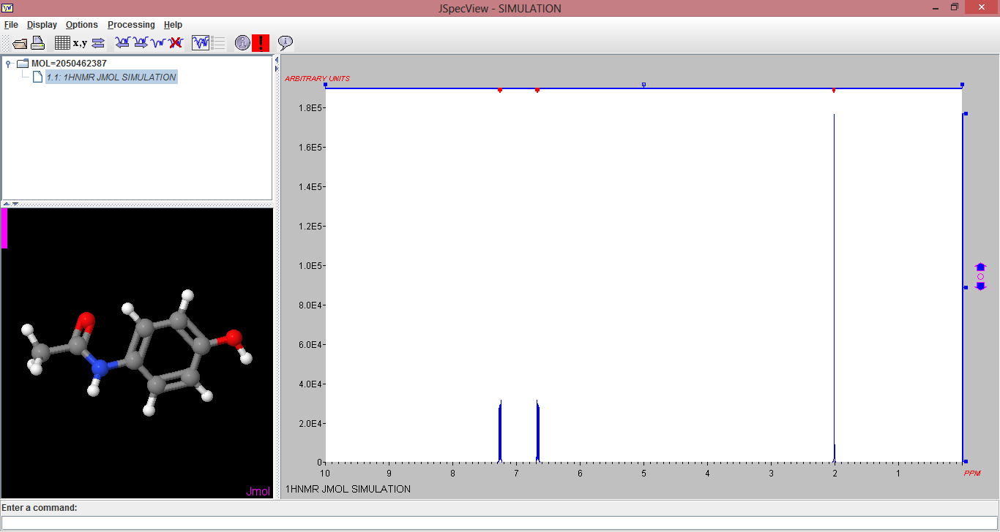 JSpecView - SIMULATION
File Display Options Processing Help
x,y
MOL=2050462387
1.1: 1HNMR JMOL SIMULATION
ARBITRARY UNITS
1.8E5
1.6E5
1.4E5
1.2E5
1.0E5
8.0E4
6.0E4
4.0E4
2.0E4
0
10 9 8 7 6 5 4 3 2 1 PPM
1HNMR JMOL SIMULATION
Jmol
Enter a command: